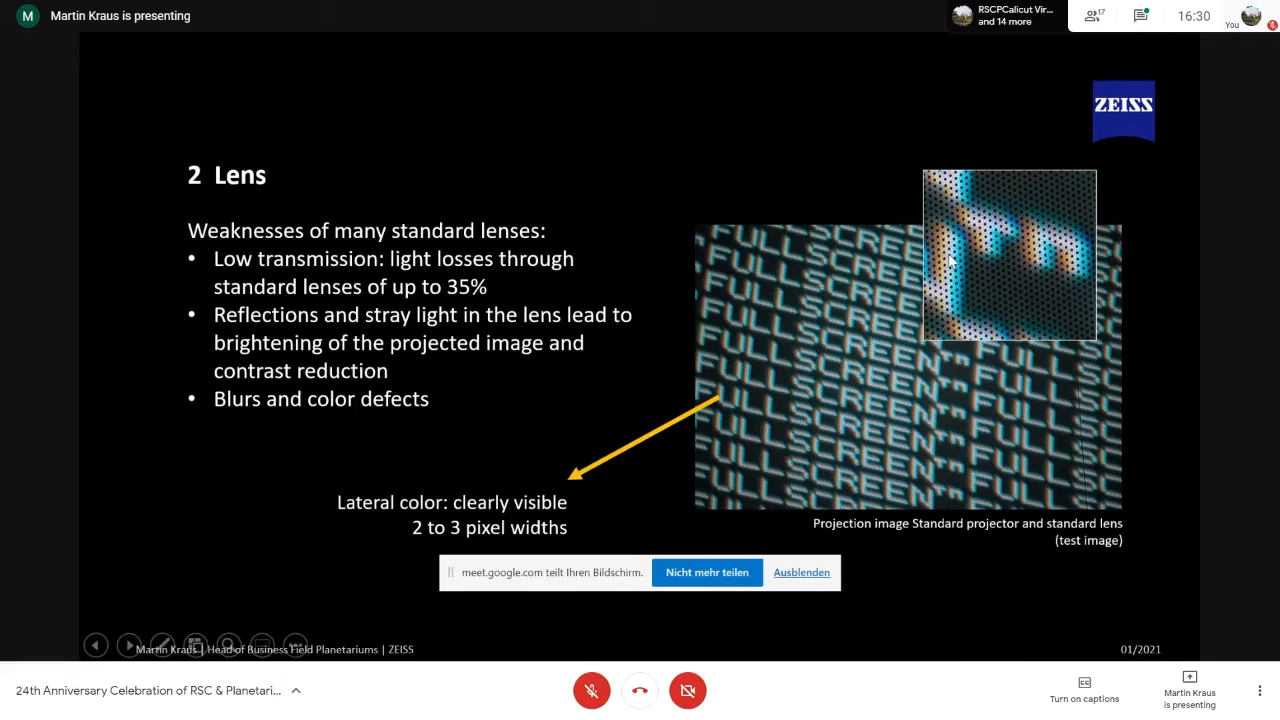 M Martin Kraus is presenting
RSCPCalicut Vir...
and 14 more
17
16:30
You
ZEISS
2 Lens
Weaknesses of many standard lenses:
• Low transmission: light losses through
standard lenses of up to 35%
• Reflections and stray light in the lens lead to
brightening of the projected image and
contrast reduction
• Blurs and color defects
Lateral color: clearly visible
2 to 3 pixel widths
FULLSCREEN FULLSCREEN
Projection image Standard projector and standard lens
(test image)
meet.google.com teilt Ihren Bildschirm. Nicht mehr teilen Ausblenden
Martin Kraus | Head of Business Field Planetariums | ZEISS
01/2021
24th Anniversary Celebration of RSC & Planetari...
Turn on captions
Martin Kraus
is presenting